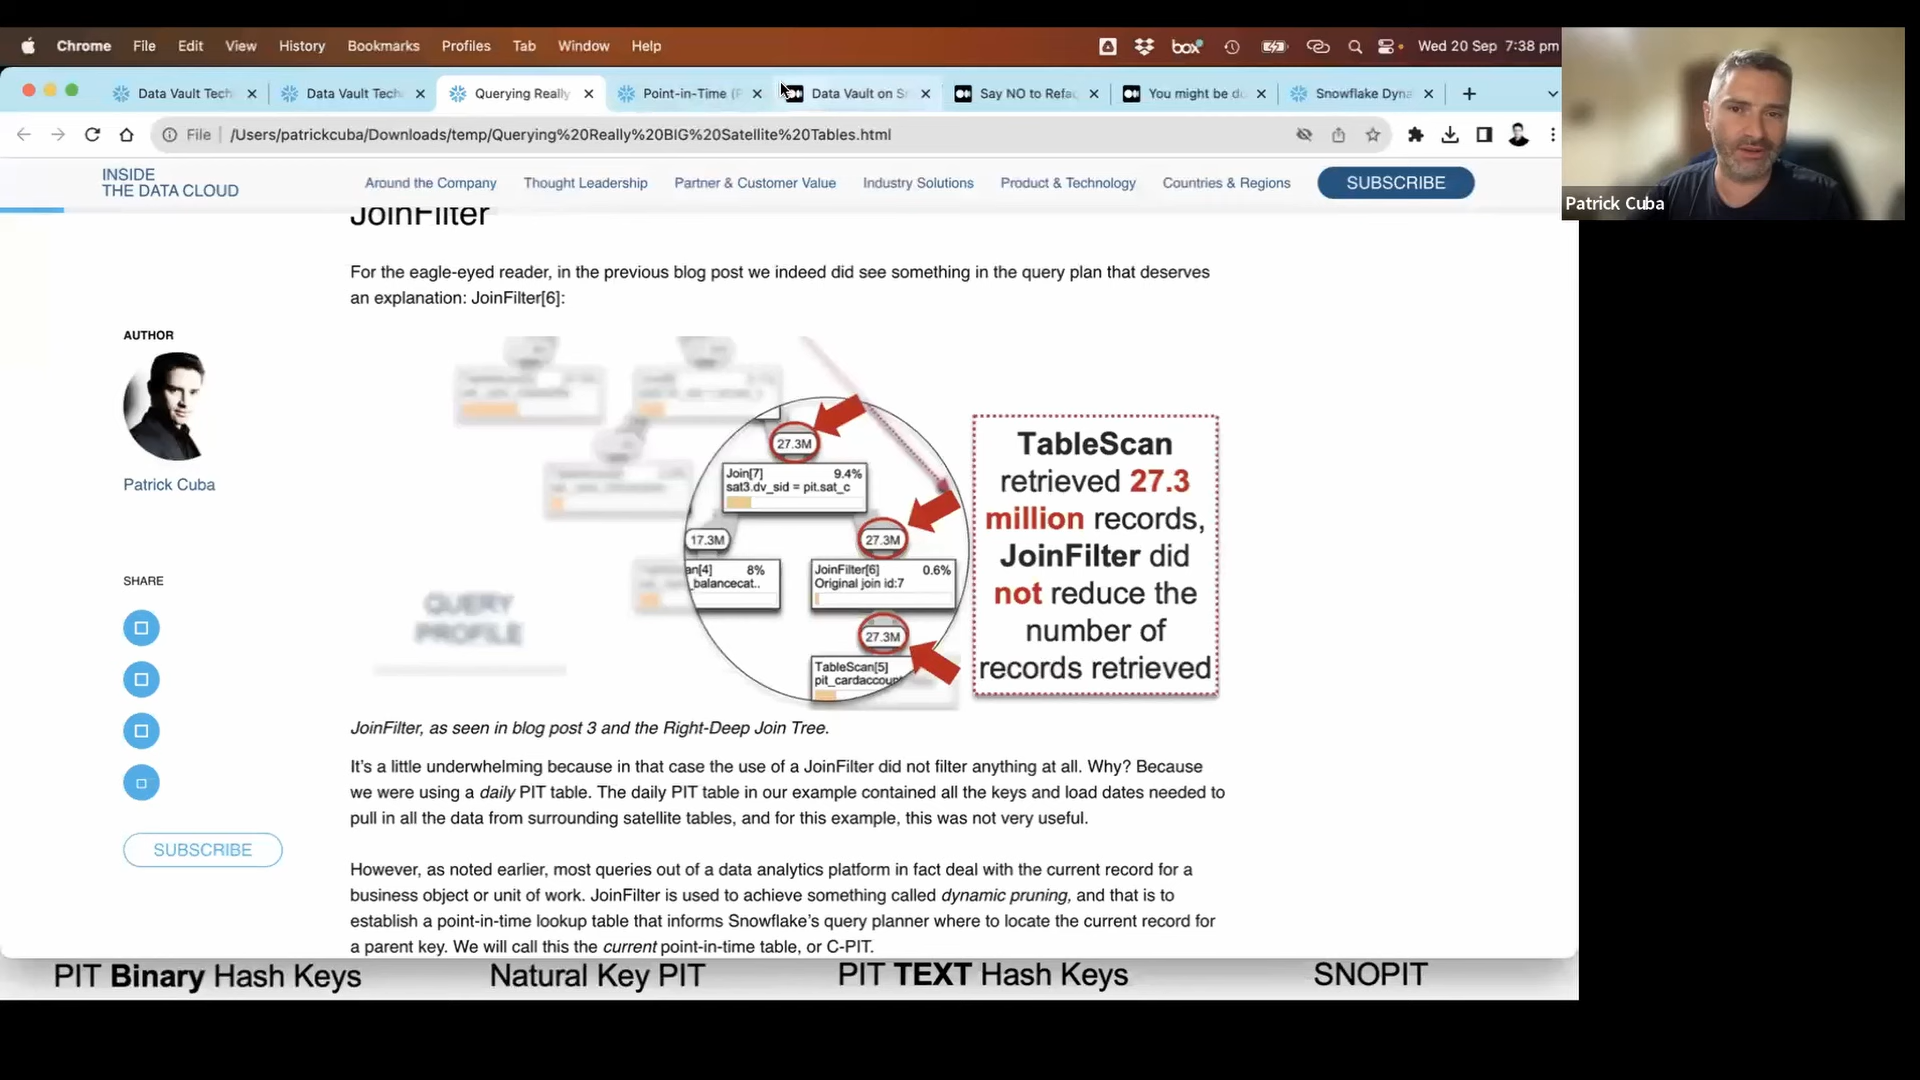 Chrome File Edit View History Bookmarks Profiles Tab Window Help
box Wed 20 Sep 7:38 pm
Data Vault Tech
Data Vault Tech
Querying Really
Point-in-Time (P
Data Vault on Sn
Say NO to Refa
You might be do
Snowflake Dyna
File /Users/patrickcuba/Downloads/temp/Querying%20Really%20BIG%20Satellite%20Tables.html
INSIDE
THE DATA CLOUD
Around the Company Thought Leadership Partner & Customer Value Industry Solutions Product & Technology Countries & Regions SUBSCRIBE
Patrick Cuba
JoinFilter
For the eagle-eyed reader, in the previous blog post we indeed did see something in the query plan that deserves
an explanation: JoinFilter[6]:
AUTHOR
Patrick Cuba
SHARE
SUBSCRIBE
QUERY
PROFILE
27.3M
Join[7] 9.4%
sat3.dv_sid = pit.sat_c
17.3M
27.3M
an[4] 8%
_balancecat..
JoinFilter[6] 0.6%
Original join id:7
27.3M
TableScan[5]
pit_cardaccoun
TableScan
retrieved 27.3
million records,
JoinFilter did
not reduce the
number of
records retrieved
JoinFilter, as seen in blog post 3 and the Right-Deep Join Tree.
It's a little underwhelming because in that case the use of a JoinFilter did not filter anything at all. Why? Because
we were using a daily PIT table. The daily PIT table in our example contained all the keys and load dates needed to
pull in all the data from surrounding satellite tables, and for this example, this was not very useful.
However, as noted earlier, most queries out of a data analytics platform in fact deal with the current record for a
business object or unit of work. JoinFilter is used to achieve something called dynamic pruning, and that is to
establish a point-in-time lookup table that informs Snowflake's query planner where to locate the current record for
a parent key. We will call this the current point-in-time table, or C-PIT.
PIT Binary Hash Keys Natural Key PIT PIT TEXT Hash Keys SNOPIT